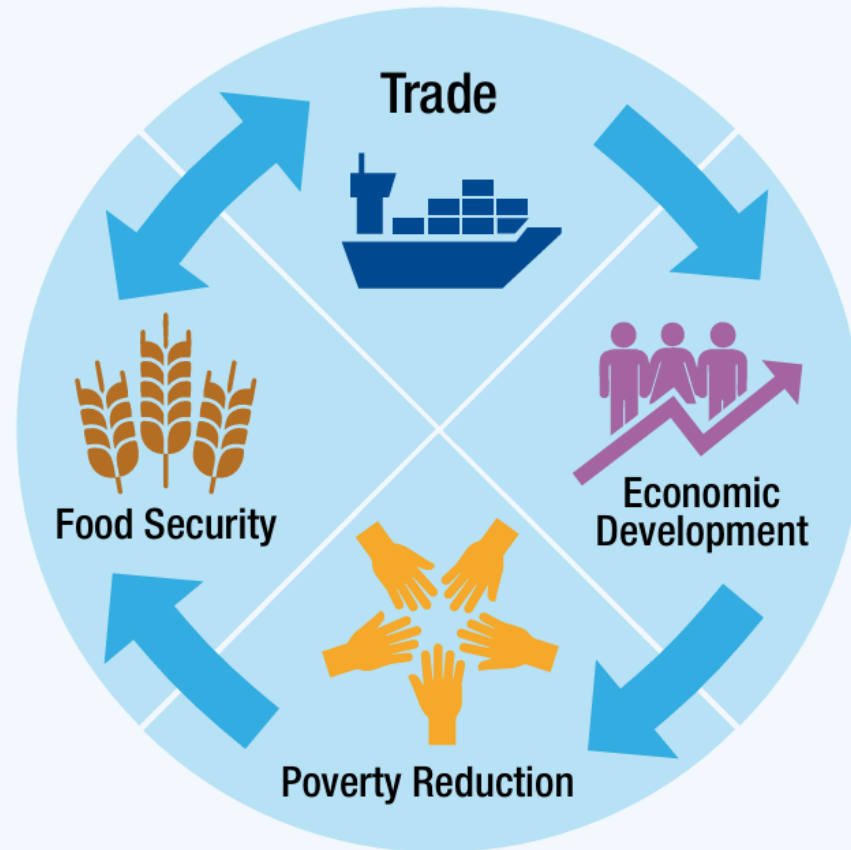 Trade
Food Security
Economic
Development
Poverty Reduction